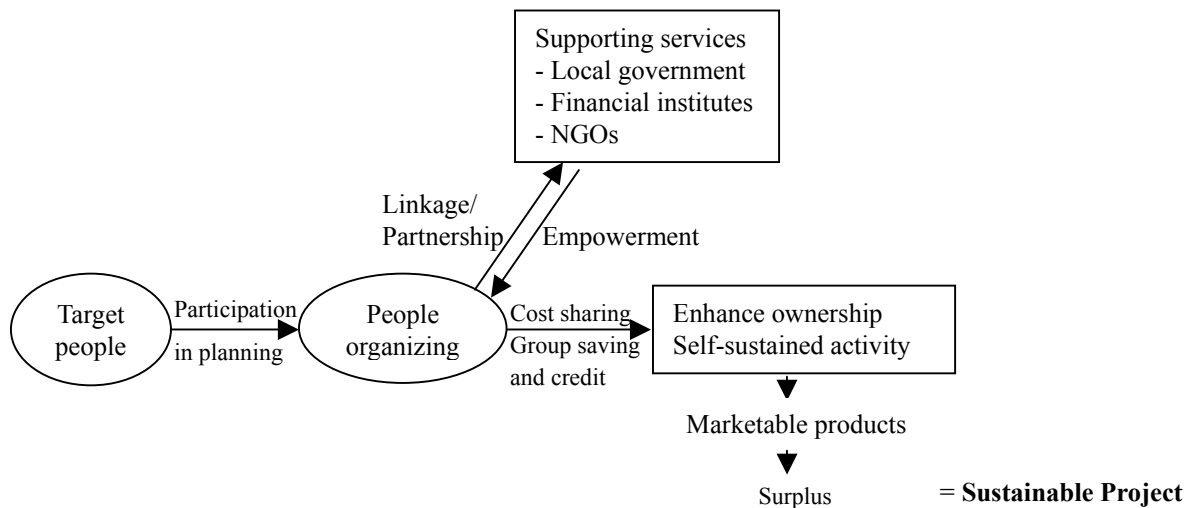 Supporting services
- Local government
- Financial institutes
- NGOs
Linkage/
Partnership
Empowerment
Target
people
Participation
in planning
People
organizing
Cost sharing
Group saving
and credit
Enhance ownership
Self-sustained activity
Marketable products
Surplus
= Sustainable Project